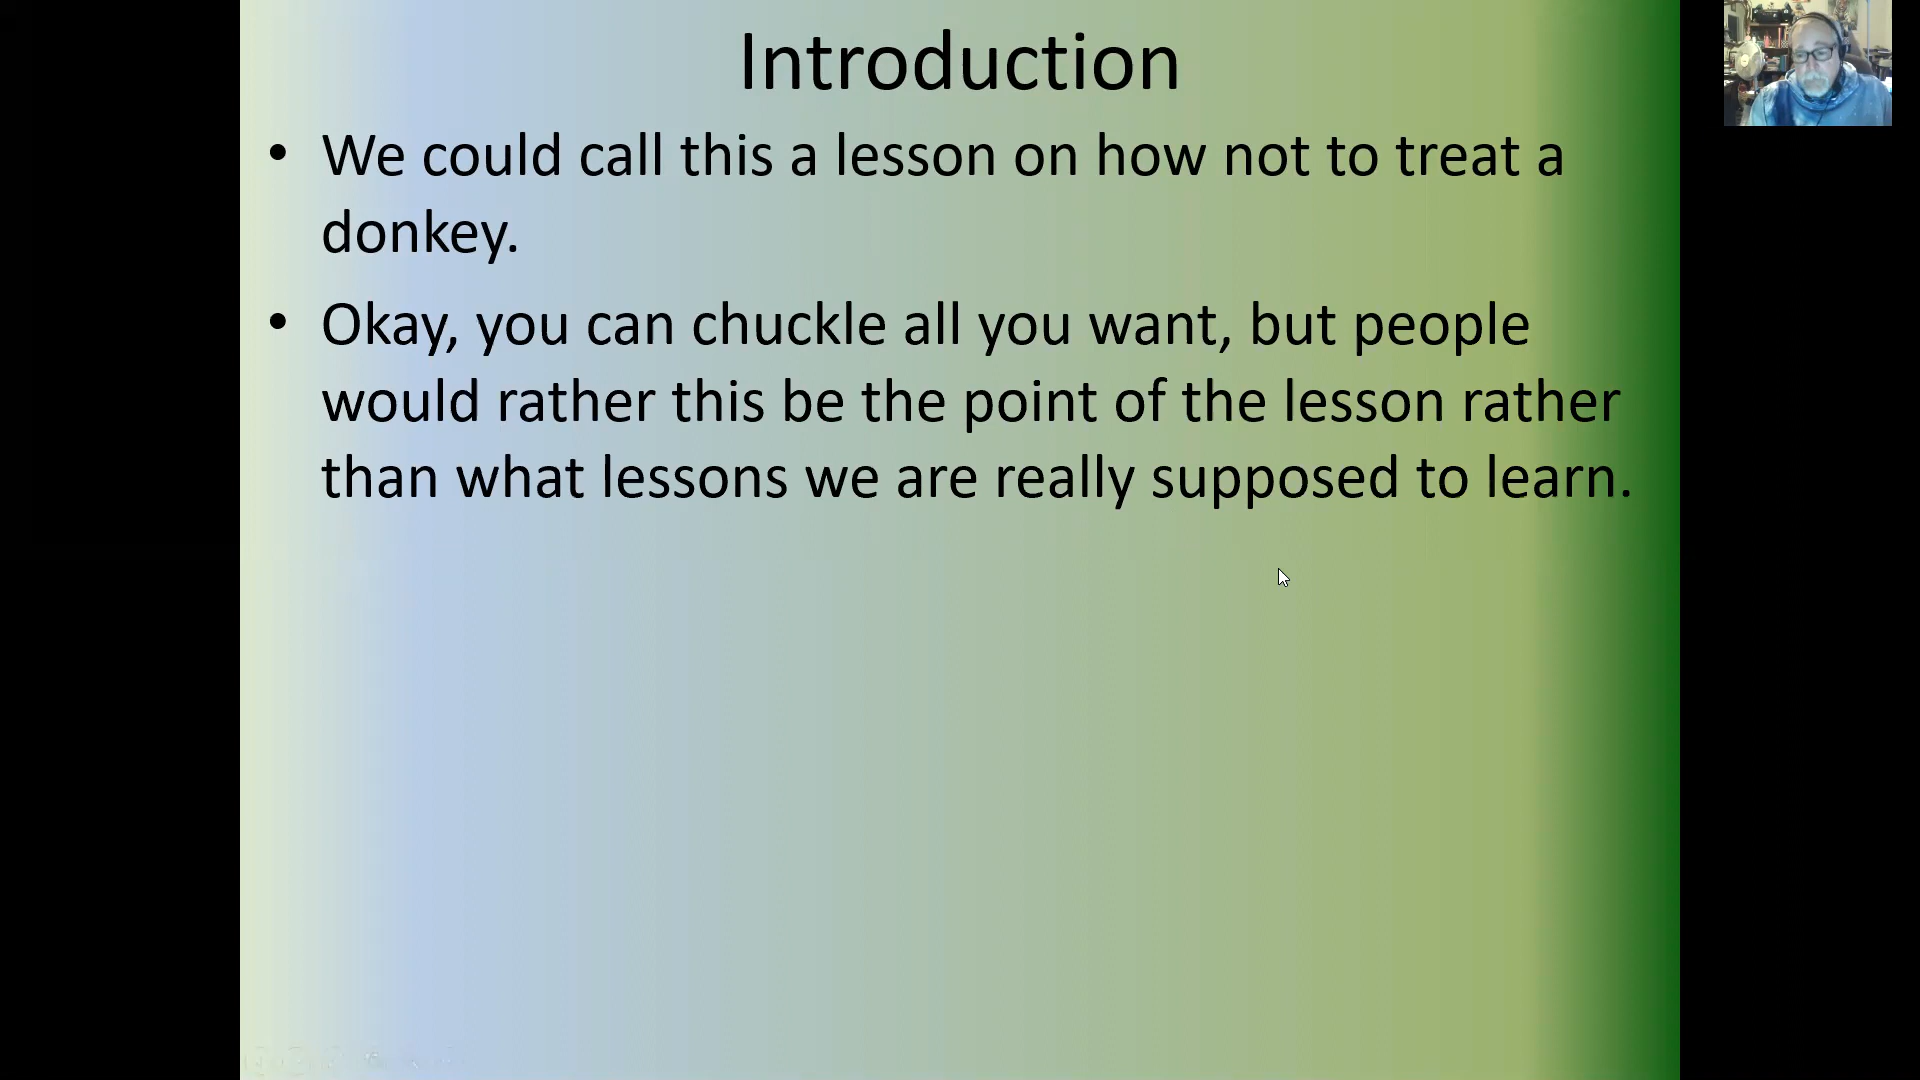 Introduction
• We could call this a lesson on how not to treat a
donkey.
• Okay, you can chuckle all you want, but people
would rather this be the point of the lesson rather
than what lessons we are really supposed to learn.